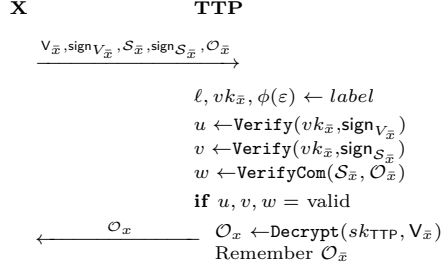 X TTP
V_x̄,sign_{V_x̄},𝒮_x̄,sign_{𝒮_x̄},𝒪_x̄
ℓ, vk_x̄, ϕ(ε) ← label
u ←Verify(vk_x̄,sign_{V_x̄})
v ←Verify(vk_x̄,sign_{𝒮_x̄})
w ←VerifyCom(𝒮_x̄, 𝒪_x̄)
if u, v, w = valid
𝒪_x 𝒪_x ←Decrypt(sk_TTP, V_x̄)
Remember 𝒪_x̄